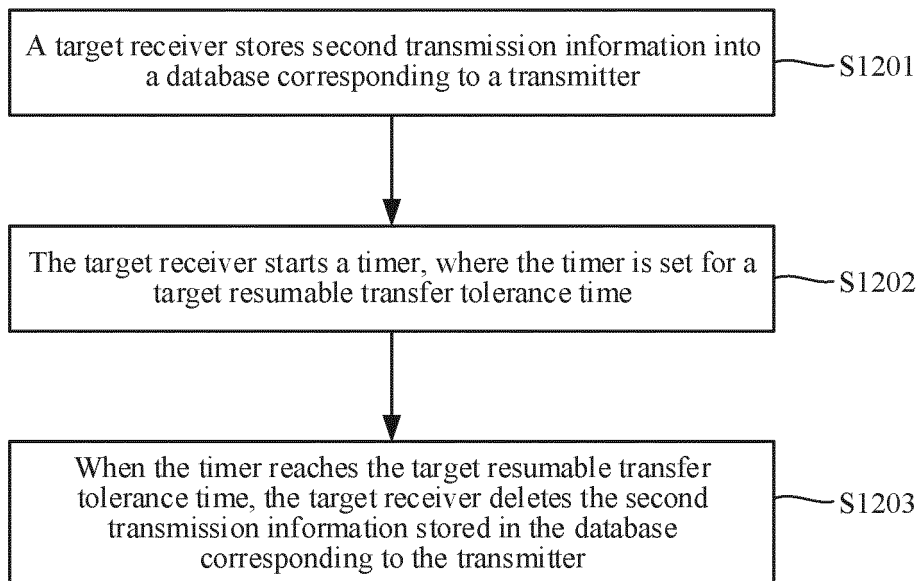 A target receiver stores second transmission information into
a database corresponding to a transmitter
S1201
The target receiver starts a timer, where the timer is set for a
target resumable transfer tolerance time
S1202
When the timer reaches the target resumable transfer
tolerance time, the target receiver deletes the second
transmission information stored in the database
corresponding to the transmitter
S1203